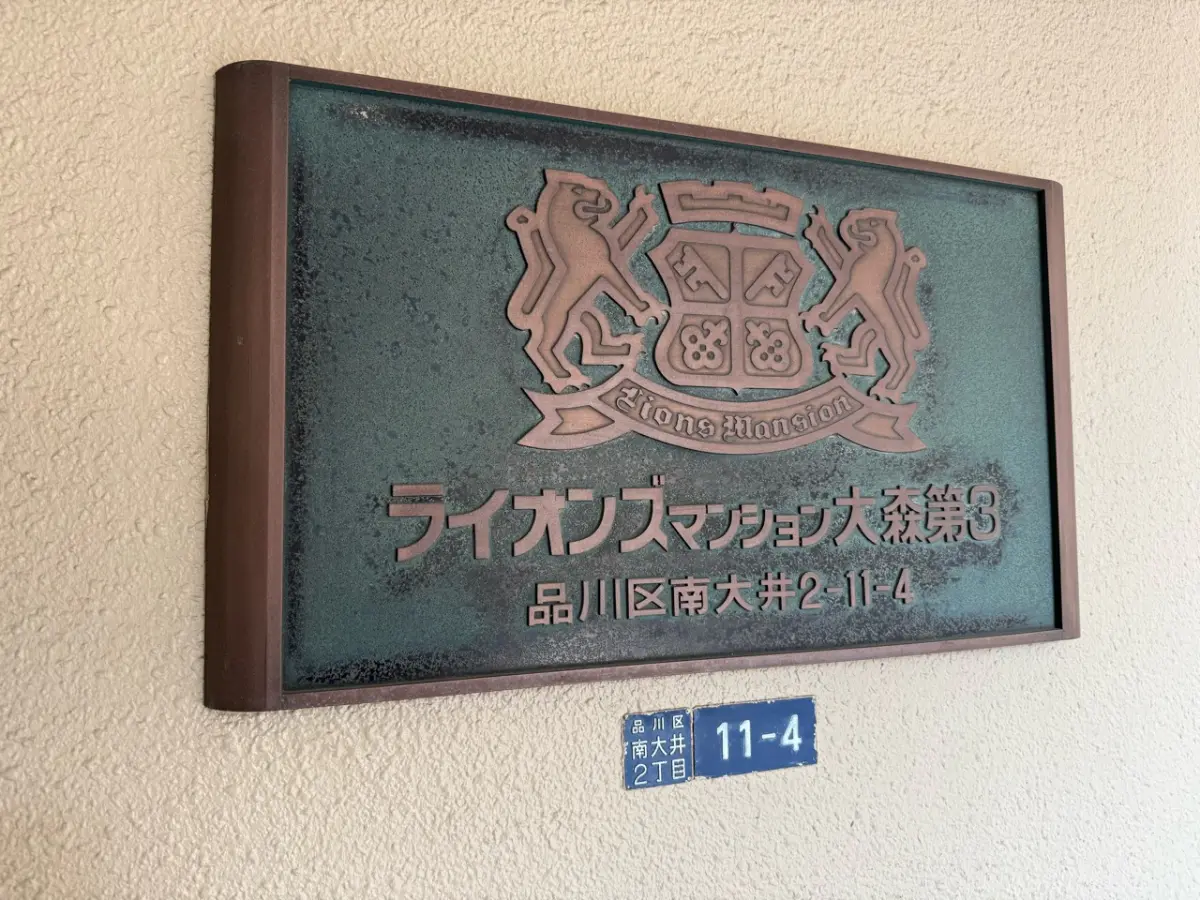 Lions Mansion
ライオンズマンション大森第3
品川区南大井2-11-4
品川区
南大井
2丁目
11-4